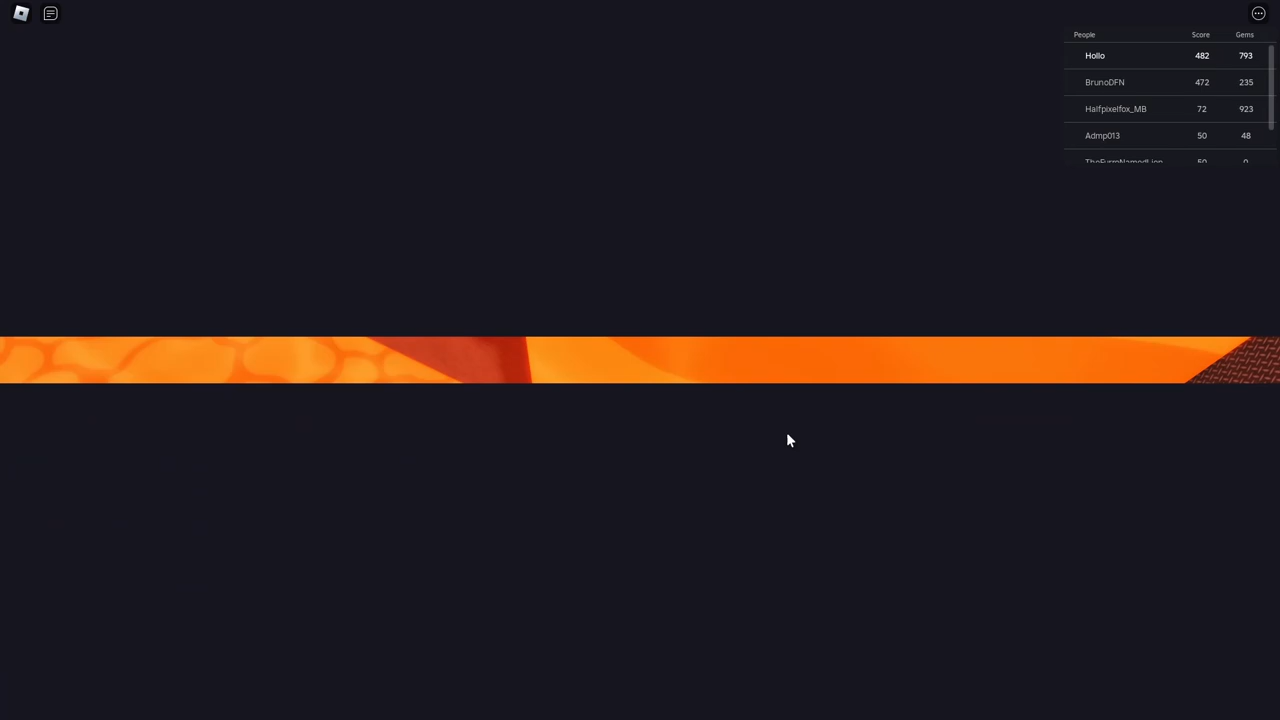 People Score Gems
Hollo 482 793
BrunoDFN 472 235
Halfpixelfox_MB 72 923
Admp013 50 48